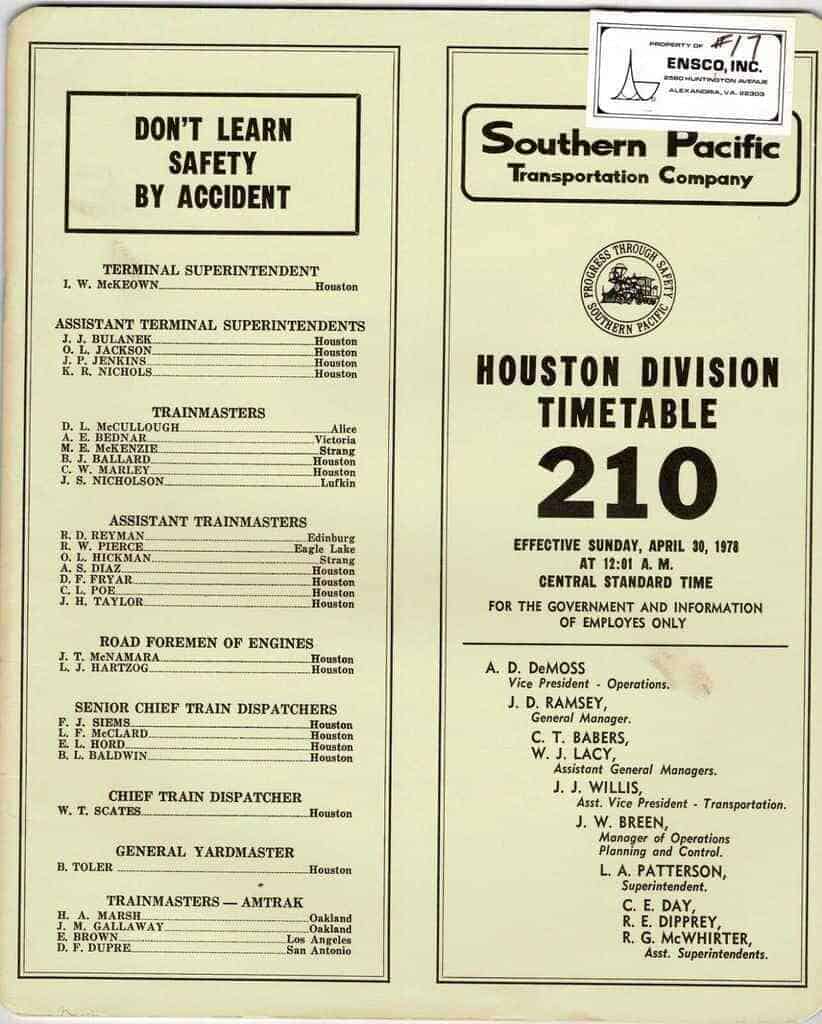 DON'T LEARN
SAFETY
BY ACCIDENT
TERMINAL SUPERINTENDENT
I. W. McKEOWN Houston
ASSISTANT TERMINAL SUPERINTENDENTS
J. J. BULANEK Houston
O. L. JACKSON Houston
J. P. JENKINS Houston
K. R. NICHOLS Houston
TRAINMASTERS
D. L. McCULLOUGH Alice
A. E. BEDNAR Victoria
M. E. McKENZIE Strang
B. J. BALLARD Houston
C. W. MARLEY Houston
J. S. NICHOLSON Lufkin
ASSISTANT TRAINMASTERS
R. D. REYMAN Edinburg
R. W. PIERCE Eagle Lake
O. L. HICKMAN Strang
A. S. DIAZ Houston
D. F. FRYAR Houston
C. L. POE Houston
J. H. TAYLOR Houston
ROAD FOREMEN OF ENGINES
J. T. McNAMARA Houston
L. J. HARTZOG Houston
SENIOR CHIEF TRAIN DISPATCHERS
F. J. SIEMS Houston
L. F. McCLARD Houston
E. L. HORD Houston
B. L. BALDWIN Houston
CHIEF TRAIN DISPATCHER
W. T. SCATES Houston
GENERAL YARDMASTER
B. TOLER Houston
TRAINMASTERS — AMTRAK
H. A. MARSH Oakland
J. M. GALLAWAY Oakland
E. BROWN Los Angeles
D. F. DUPRE San Antonio
PROPERTY OF #17
ENSCO, INC.
2560 HUNTINGTON AVENUE
ALEXANDRIA, VA. 22303
Southern Pacific
Transportation Company
PROGRESS THROUGH SAFETY
SOUTHERN PACIFIC
HOUSTON DIVISION
TIMETABLE
210
EFFECTIVE SUNDAY, APRIL 30, 1978
AT 12:01 A. M.
CENTRAL STANDARD TIME
FOR THE GOVERNMENT AND INFORMATION
OF EMPLOYES ONLY
A. D. DeMOSS
Vice President - Operations.
J. D. RAMSEY,
General Manager.
C. T. BABERS,
W. J. LACY,
Assistant General Managers.
J. J. WILLIS,
Asst. Vice President - Transportation.
J. W. BREEN,
Manager of Operations
Planning and Control.
L. A. PATTERSON,
Superintendent.
C. E. DAY,
R. E. DIPPREY,
R. G. McWHIRTER,
Asst. Superintendents.